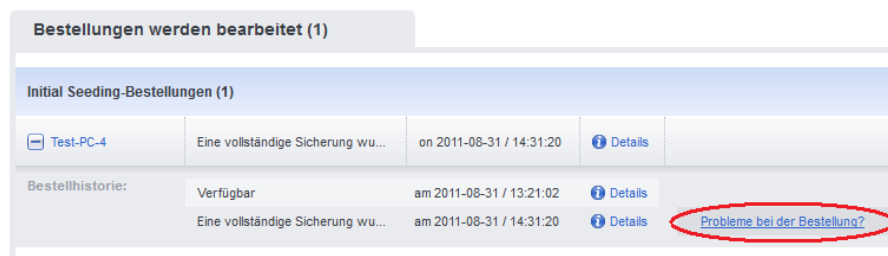 Bestellungen werden bearbeitet (1)
Initial Seeding-Bestellungen (1)
Test-PC-4 Eine vollständige Sicherung wu... on 2011-08-31 / 14:31:20 Details
Bestellhistorie: Verfügbar am 2011-08-31 / 13:21:02 Details
Eine vollständige Sicherung wu... am 2011-08-31 / 14:31:20 Details Probleme bei der Bestellung?